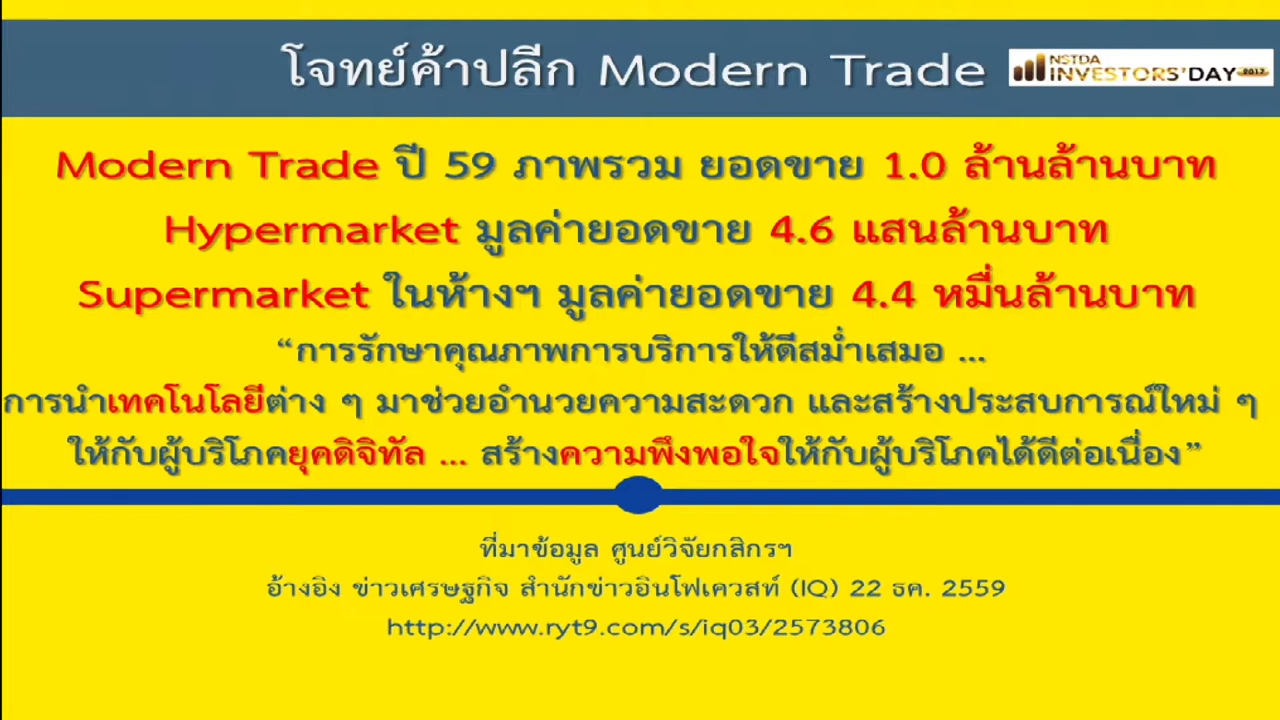 โจทย์ค้าปลีก Modern Trade
NSTDA
INVESTORS'DAY 2017
Modern Trade ปี 59 ภาพรวม ยอดขาย 1.0 ล้านล้านบาท
Hypermarket มูลค่ายอดขาย 4.6 แสนล้านบาท
Supermarket ในห้างฯ มูลค่ายอดขาย 4.4 หมื่นล้านบาท
“การรักษาคุณภาพการบริการให้ดีสม่ำเสมอ ...
การนำเทคโนโลยีต่าง ๆ มาช่วยอำนวยความสะดวก และสร้างประสบการณ์ใหม่ ๆ
ให้กับผู้บริโภคยุคดิจิทัล ... สร้างความพึงพอใจให้กับผู้บริโภคได้ดีต่อเนื่อง”
ที่มาข้อมูล ศูนย์วิจัยกสิกรฯ
อ้างอิง ข่าวเศรษฐกิจ สำนักข่าวอินโฟเควสท์ (IQ) 22 ธค. 2559
http://www.ryt9.com/s/iq03/2573806